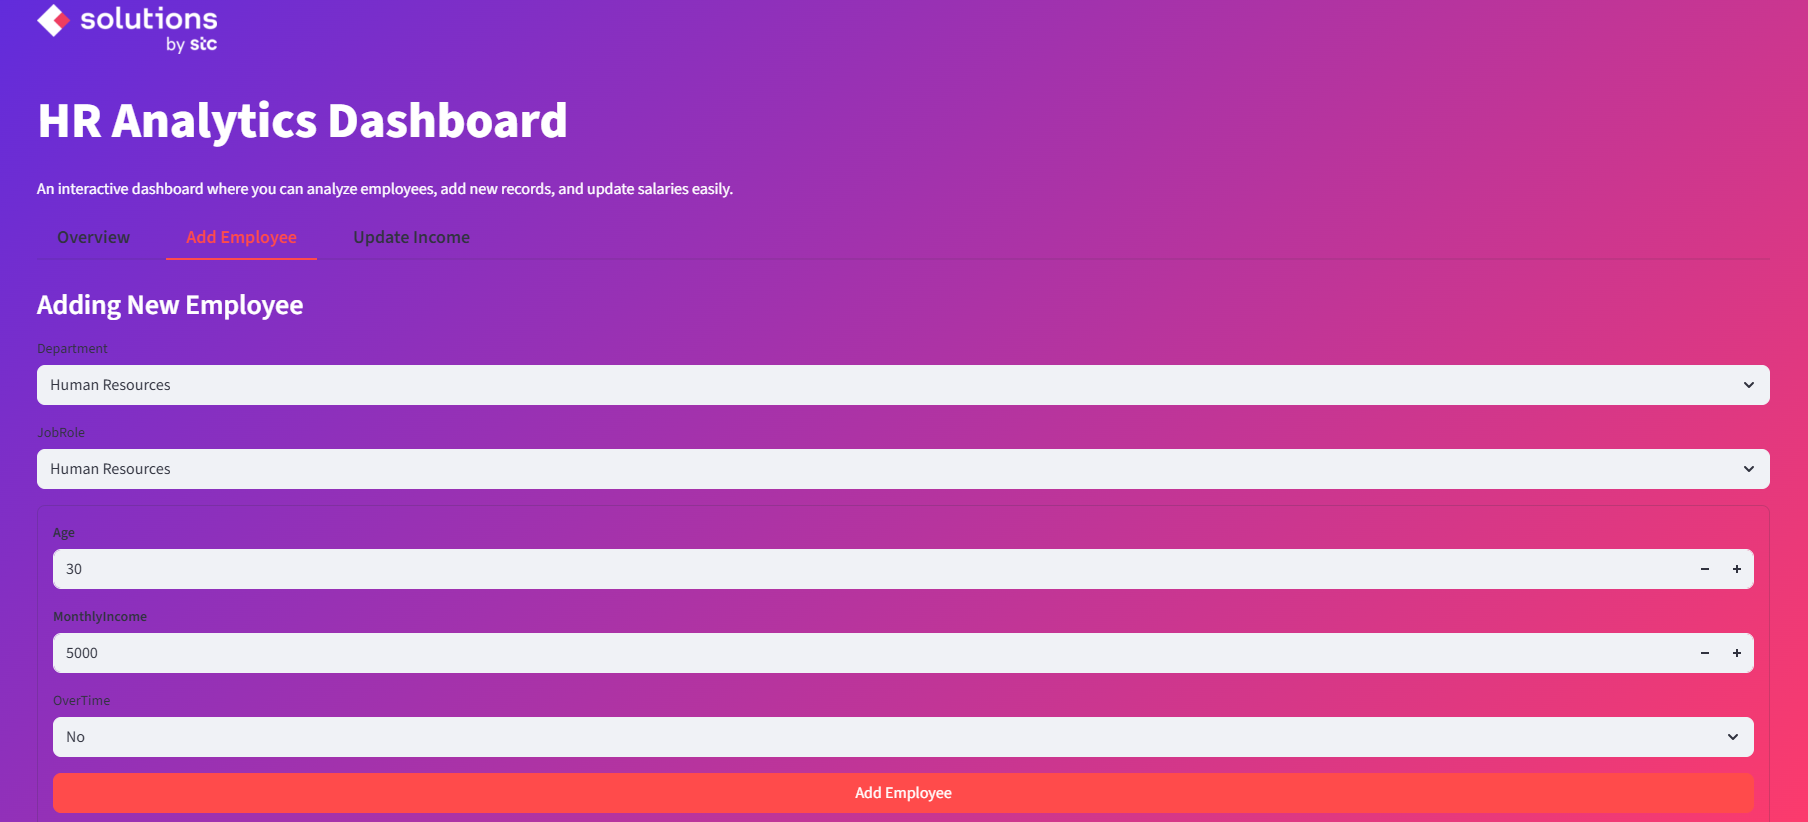 solutions
by stc
HR Analytics Dashboard
An interactive dashboard where you can analyze employees, add new records, and update salaries easily.
Overview Add Employee Update Income
Adding New Employee
Department
Human Resources
JobRole
Human Resources
Age
30
MonthlyIncome
5000
OverTime
No
Add Employee